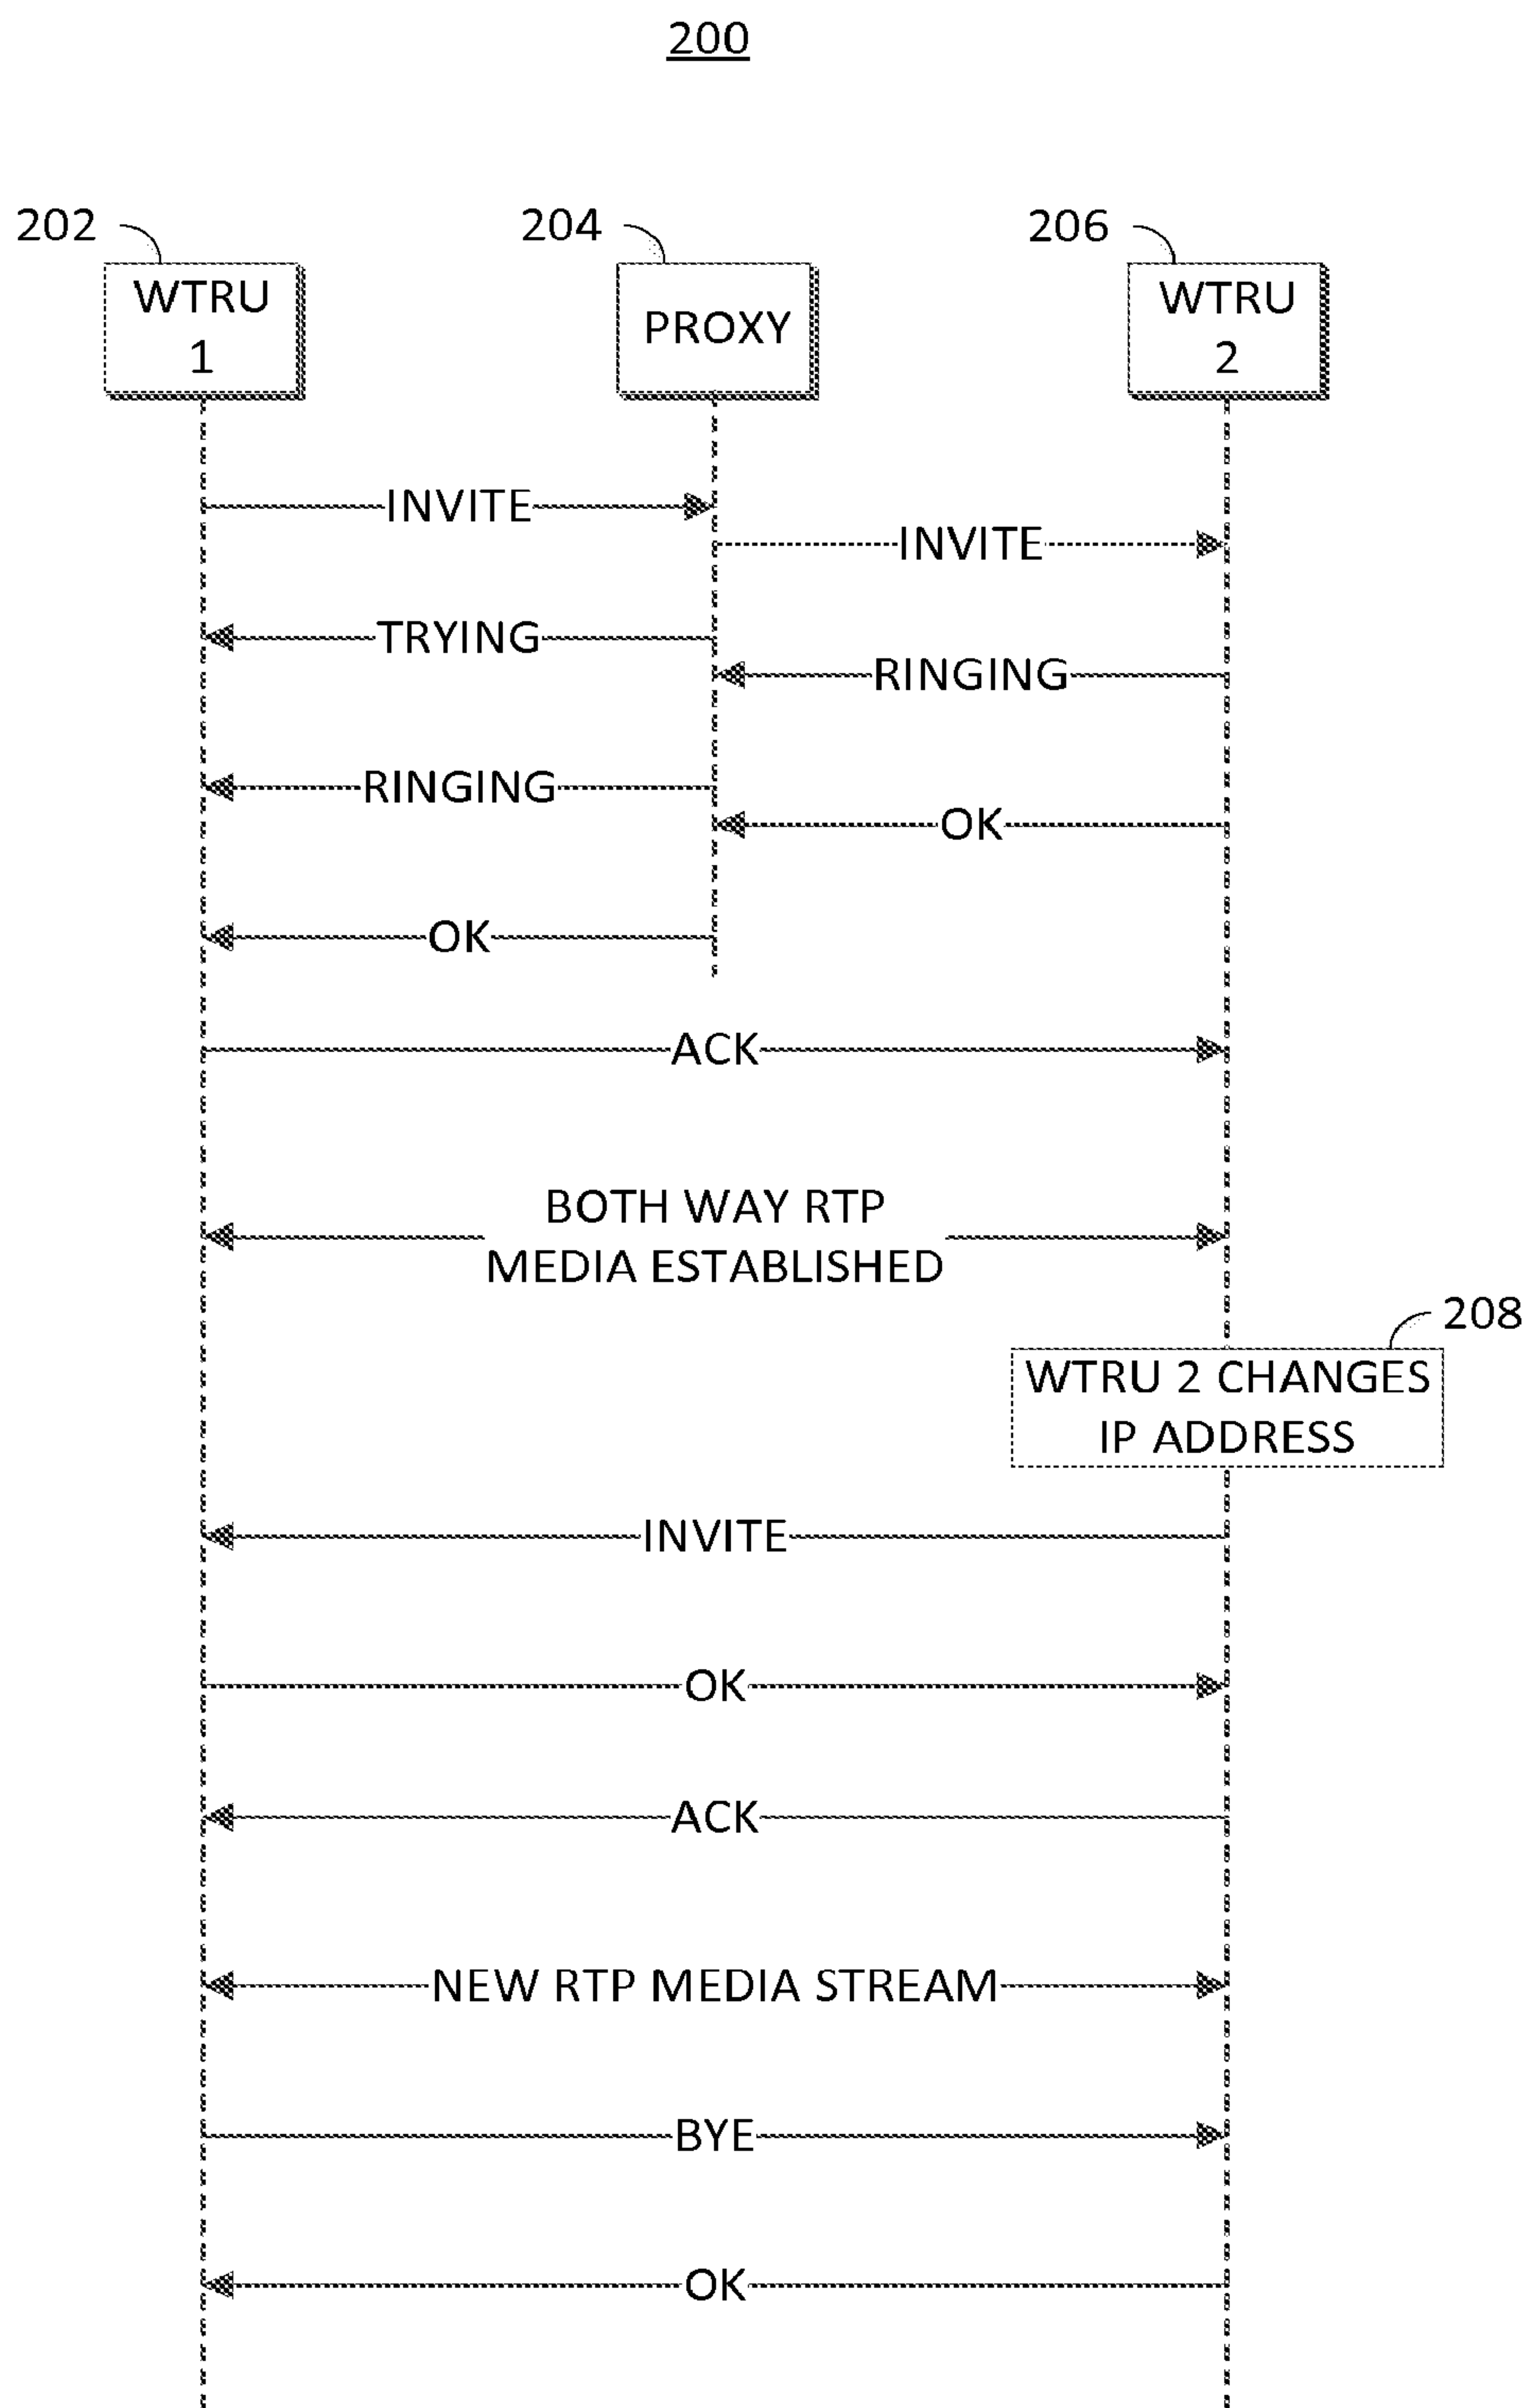 200
202
204
206
WTRU
1
PROXY
WTRU
2
INVITE
INVITE
TRYING
RINGING
RINGING
OK
OK
ACK
BOTH WAY RTP
MEDIA ESTABLISHED
208
WTRU 2 CHANGES
IP ADDRESS
INVITE
OK
ACK
NEW RTP MEDIA STREAM
BYE
OK